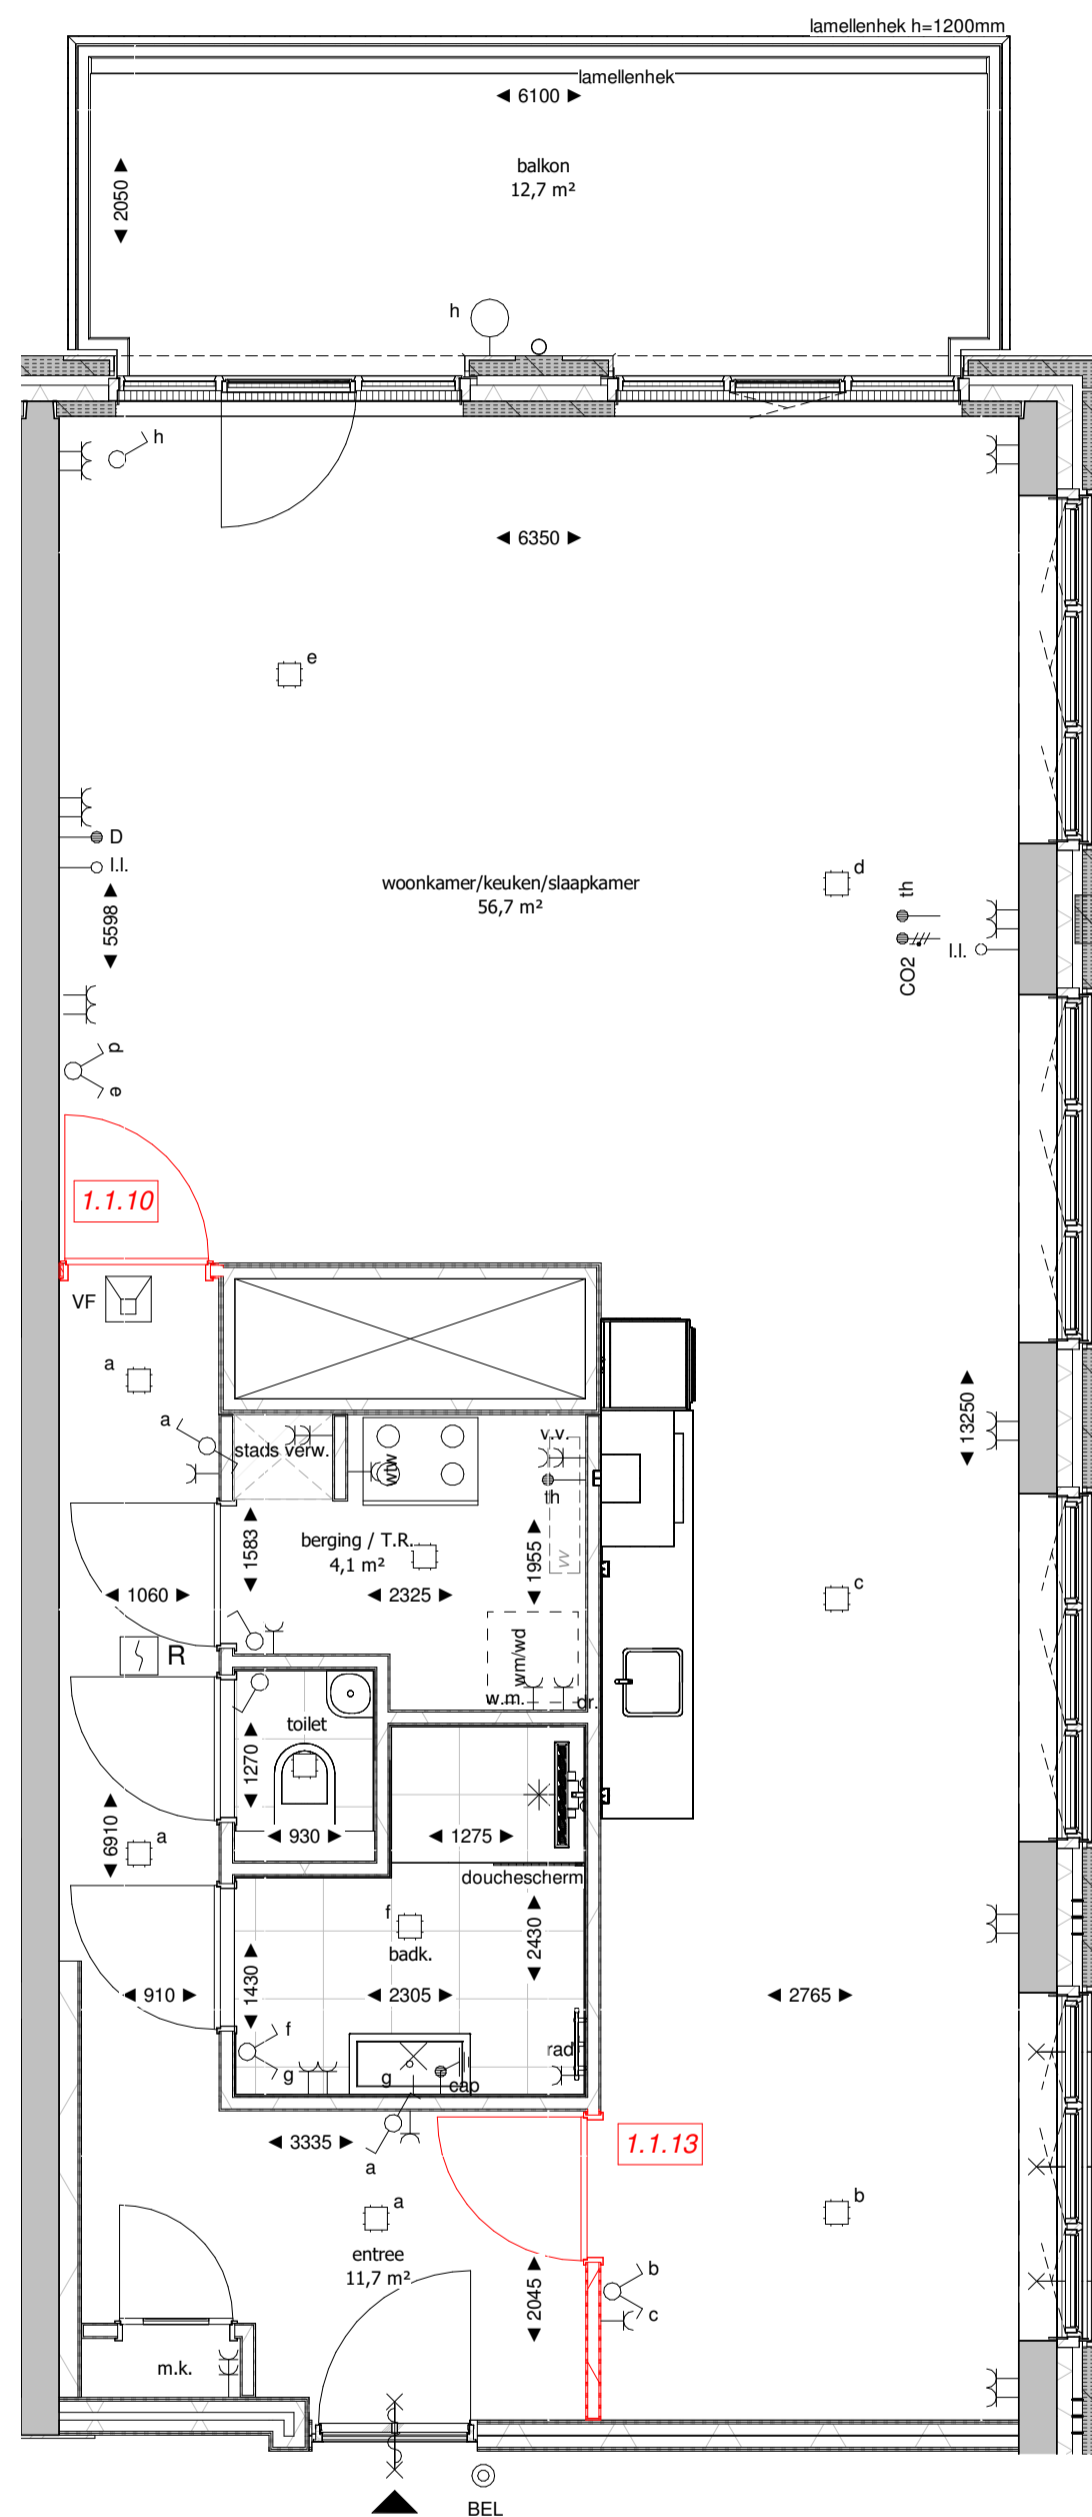 lamellenhek h=1200mm
lamellenhek
6100
balkon
12,7 m²
2050
h
h
6350
e
D
l.l.
5598
woonkamer/keuken/slaapkamer
56,7 m²
d
th
CO2
l.l.
d
e
1.1.10
VF
a
a
stads verw.
wtw
v.v.
th
vv
13250
1583
berging / T.R.
4,1 m²
1955
1060
2325
c
R
wm/wd
w.m.
dr.
toilet
1270
930
1275
6910
a
douchescherm
f
badk.
2430
1430
910
2305
2765
f
g
g
cap
rad
3335
a
1.1.13
a
b
entree
11,7 m²
2045
b
c
m.k.
BEL